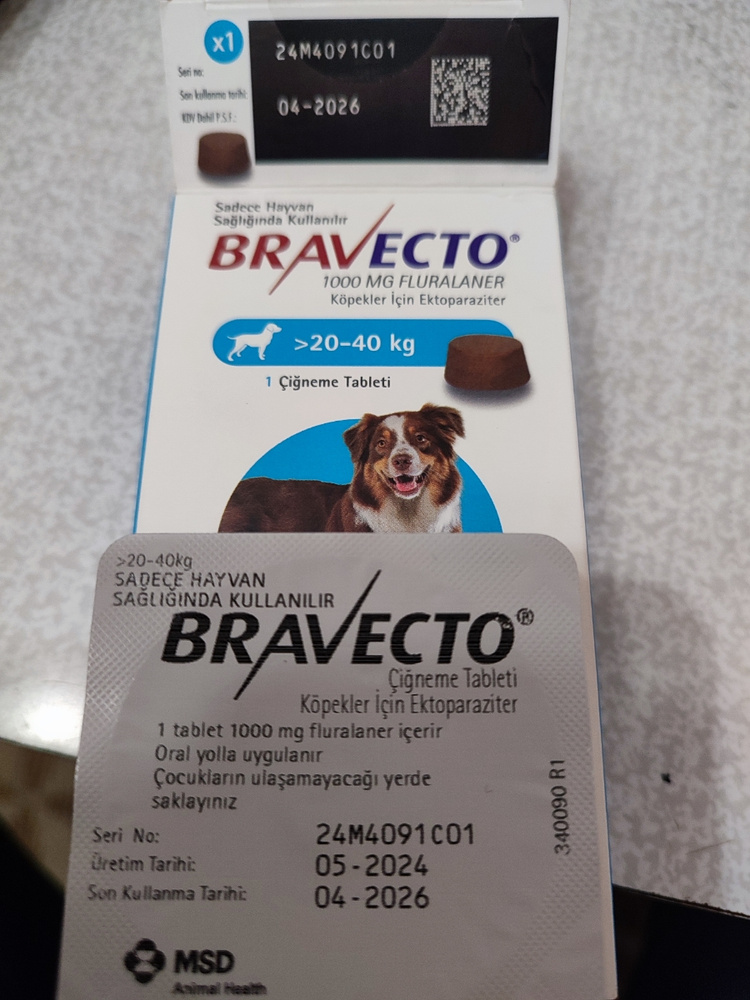 x1
24M4091C01
Seri no:
Son kullanma tarihi:
04-2026
KDV Dahil P.S.F.:
Sadece Hayvan
Sağlığında Kullanılır
BRAVECTO®
1000 MG FLURALANER
Köpekler İçin Ektoparaziter
>20-40 kg
1 Çiğneme Tableti
>20-40kg
SADECE HAYVAN
SAĞLIĞINDA KULLANILIR
BRAVECTO®
Çiğneme Tableti
Köpekler İçin Ektoparaziter
1 tablet 1000 mg fluralaner içerir
Oral yolla uygulanır
Çocukların ulaşamayacağı yerde
saklayınız
340090 R1
Seri No: 24M4091C01
Üretim Tarihi: 05-2024
Son Kullanma Tarihi: 04-2026
MSD
Animal Health